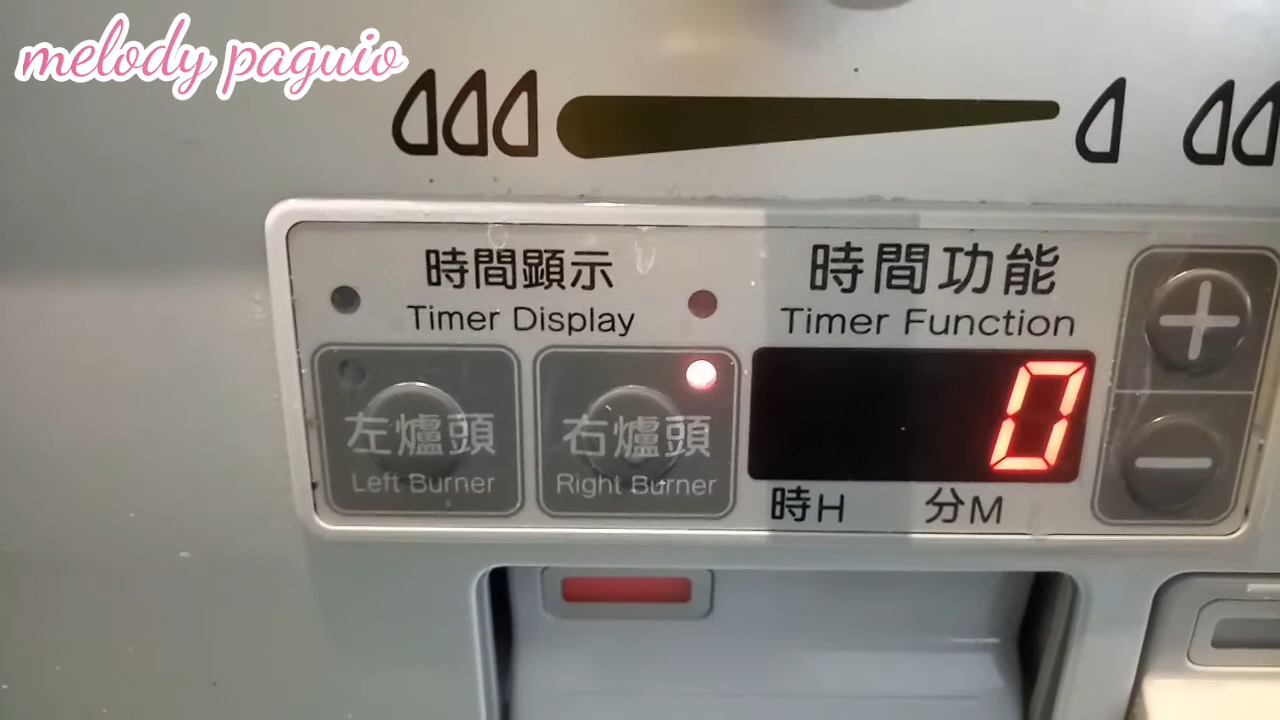 melody paguio
時間顯示
Timer Display
時間功能
Timer Function
左爐頭
Left Burner
右爐頭
Right Burner
0
時H 分M